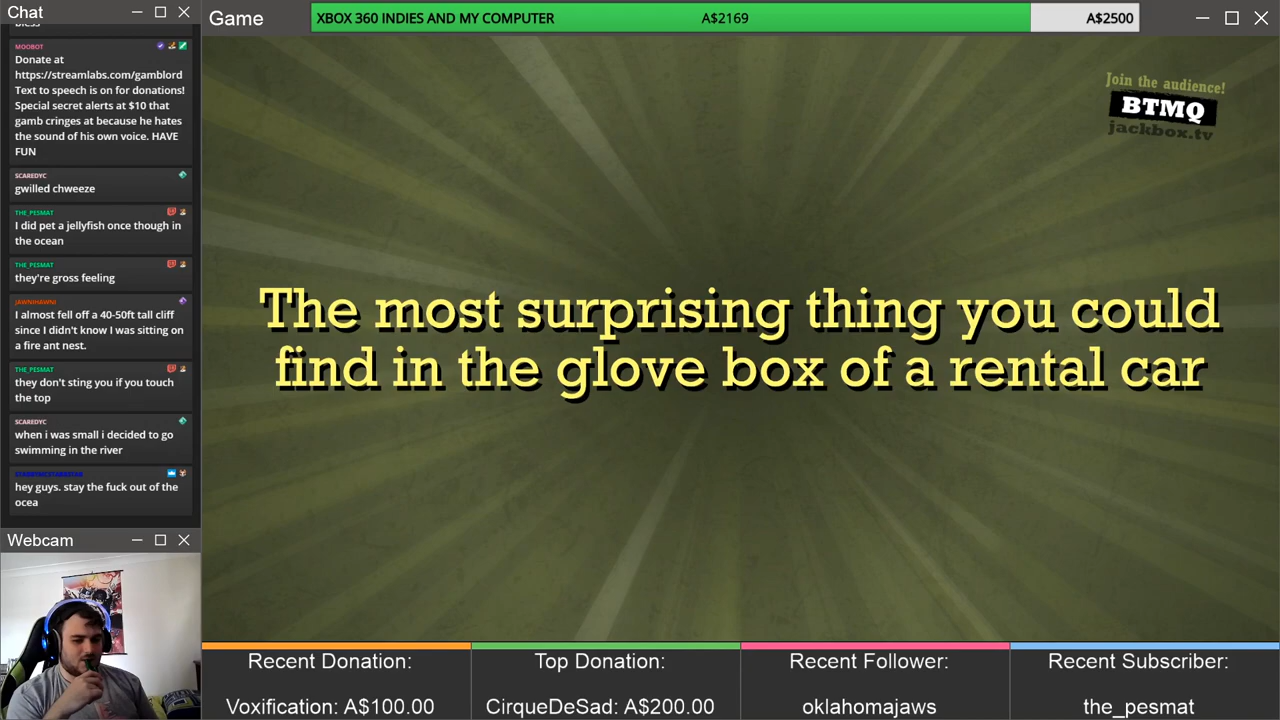 Chat
Game
XBOX 360 INDIES AND MY COMPUTER
A$2169
A$2500
bless
MOOBOT
Donate at
https://streamlabs.com/gamblord
Text to speech is on for donations!
Special secret alerts at $10 that
gamb cringes at because he hates
the sound of his own voice. HAVE
FUN
SCAREDYC
gwilled chweeze
THE_PESMAT
I did pet a jellyfish once though in
the ocean
THE_PESMAT
they're gross feeling
JAWNIHAWNI
I almost fell off a 40-50ft tall cliff
since I didn't know I was sitting on
a fire ant nest.
THE_PESMAT
they don't sting you if you touch
the top
SCAREDYC
when i was small i decided to go
swimming in the river
hey guys. stay the fuck out of the
ocea
Join the audience!
BTMQ
jackbox.tv
The most surprising thing you could
find in the glove box of a rental car
Webcam
Recent Donation:
Voxification: A$100.00
Top Donation:
CirqueDeSad: A$200.00
Recent Follower:
oklahomajaws
Recent Subscriber:
the_pesmat